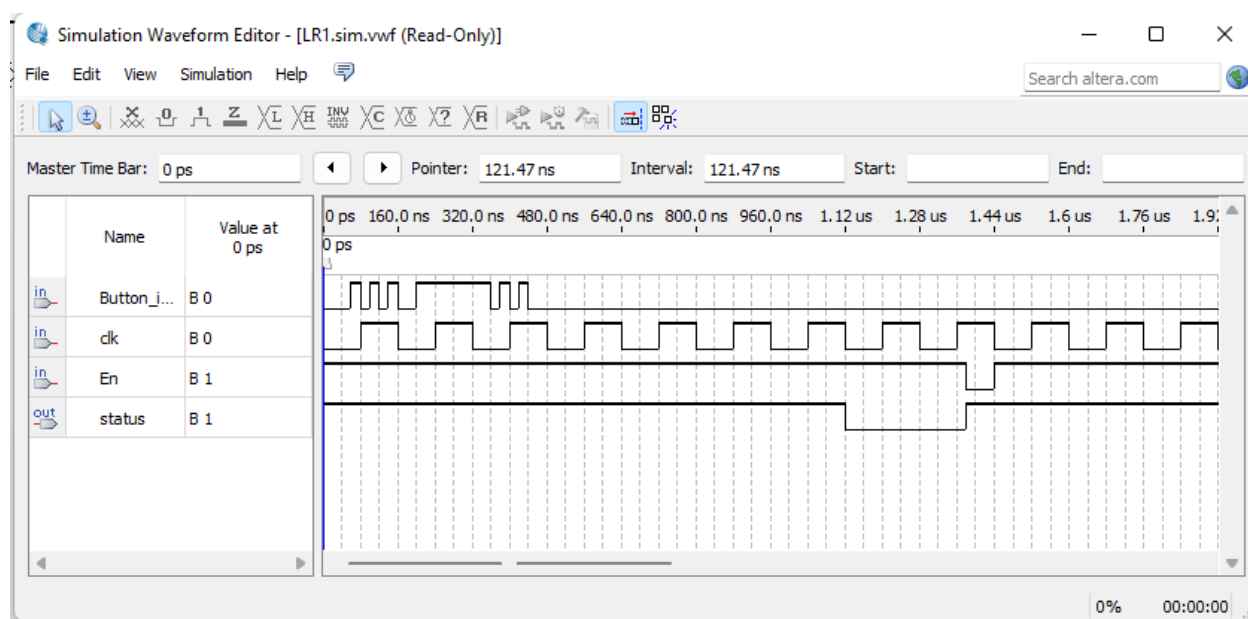 Simulation Waveform Editor - [LR1.sim.vwf (Read-Only)]
File Edit View Simulation Help
Search altera.com
Master Time Bar: 0 ps
Pointer: 121.47 ns
Interval: 121.47 ns
Start:
End:
Name
Value at
0 ps
0 ps 160.0 ns 320.0 ns 480.0 ns 640.0 ns 800.0 ns 960.0 ns 1.12 us 1.28 us 1.44 us 1.6 us 1.76 us 1.92
0 ps
in Button_i... B 0
in clk B 0
in En B 1
out status B 1
0% 00:00:00